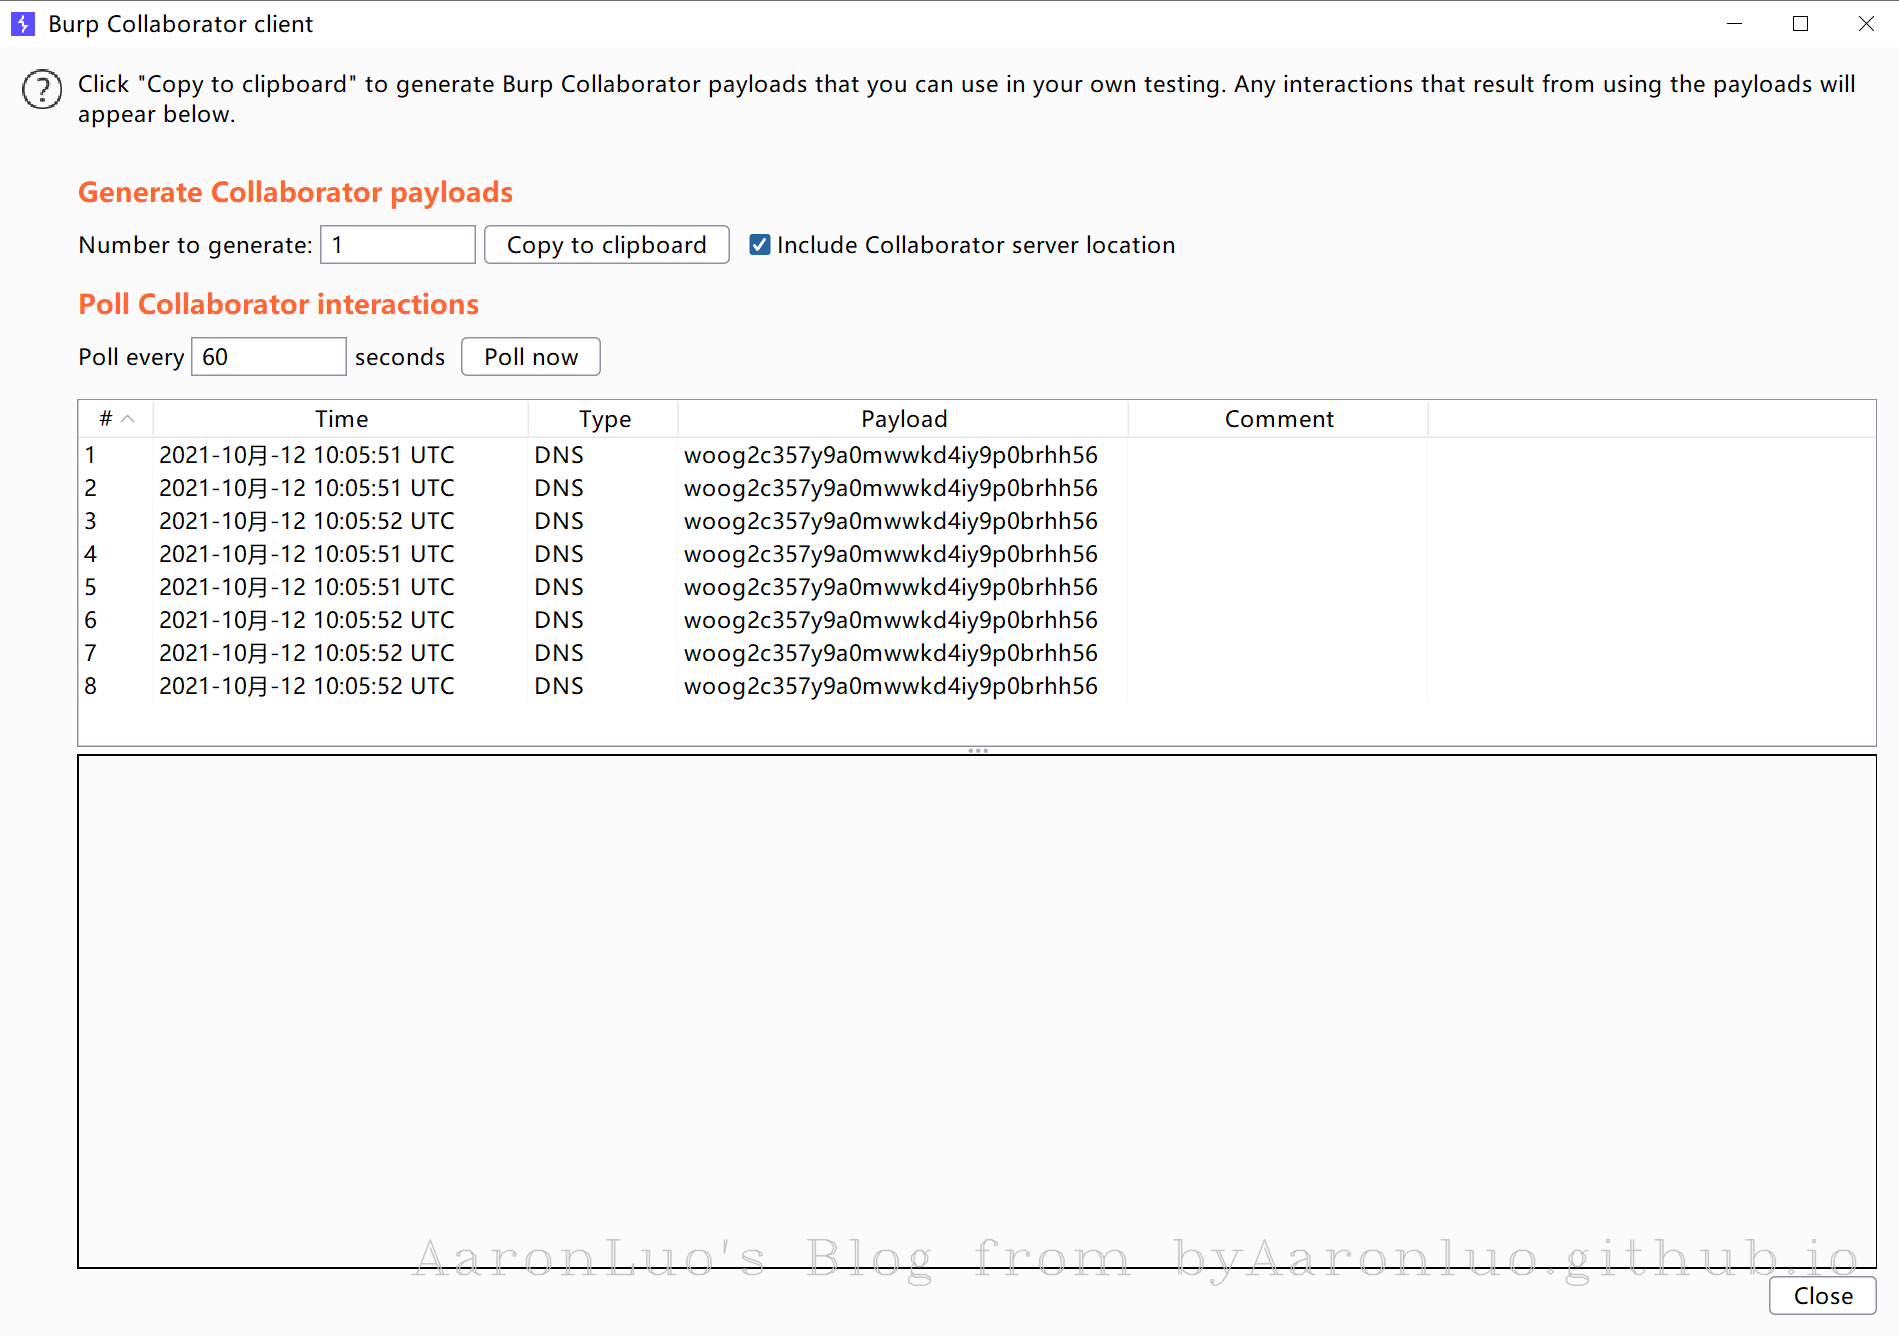 Burp Collaborator client
Click "Copy to clipboard" to generate Burp Collaborator payloads that you can use in your own testing. Any interactions that result from using the payloads will
appear below.
Generate Collaborator payloads
Number to generate: 1 Copy to clipboard Include Collaborator server location
Poll Collaborator interactions
Poll every 60 seconds Poll now
# Time Type Payload Comment
1 2021-10月-12 10:05:51 UTC DNS woog2c357y9a0mwwkd4iy9p0brhh56
2 2021-10月-12 10:05:51 UTC DNS woog2c357y9a0mwwkd4iy9p0brhh56
3 2021-10月-12 10:05:52 UTC DNS woog2c357y9a0mwwkd4iy9p0brhh56
4 2021-10月-12 10:05:51 UTC DNS woog2c357y9a0mwwkd4iy9p0brhh56
5 2021-10月-12 10:05:51 UTC DNS woog2c357y9a0mwwkd4iy9p0brhh56
6 2021-10月-12 10:05:52 UTC DNS woog2c357y9a0mwwkd4iy9p0brhh56
7 2021-10月-12 10:05:52 UTC DNS woog2c357y9a0mwwkd4iy9p0brhh56
8 2021-10月-12 10:05:52 UTC DNS woog2c357y9a0mwwkd4iy9p0brhh56
AaronLuo's Blog from byAaronluo.github.io
Close